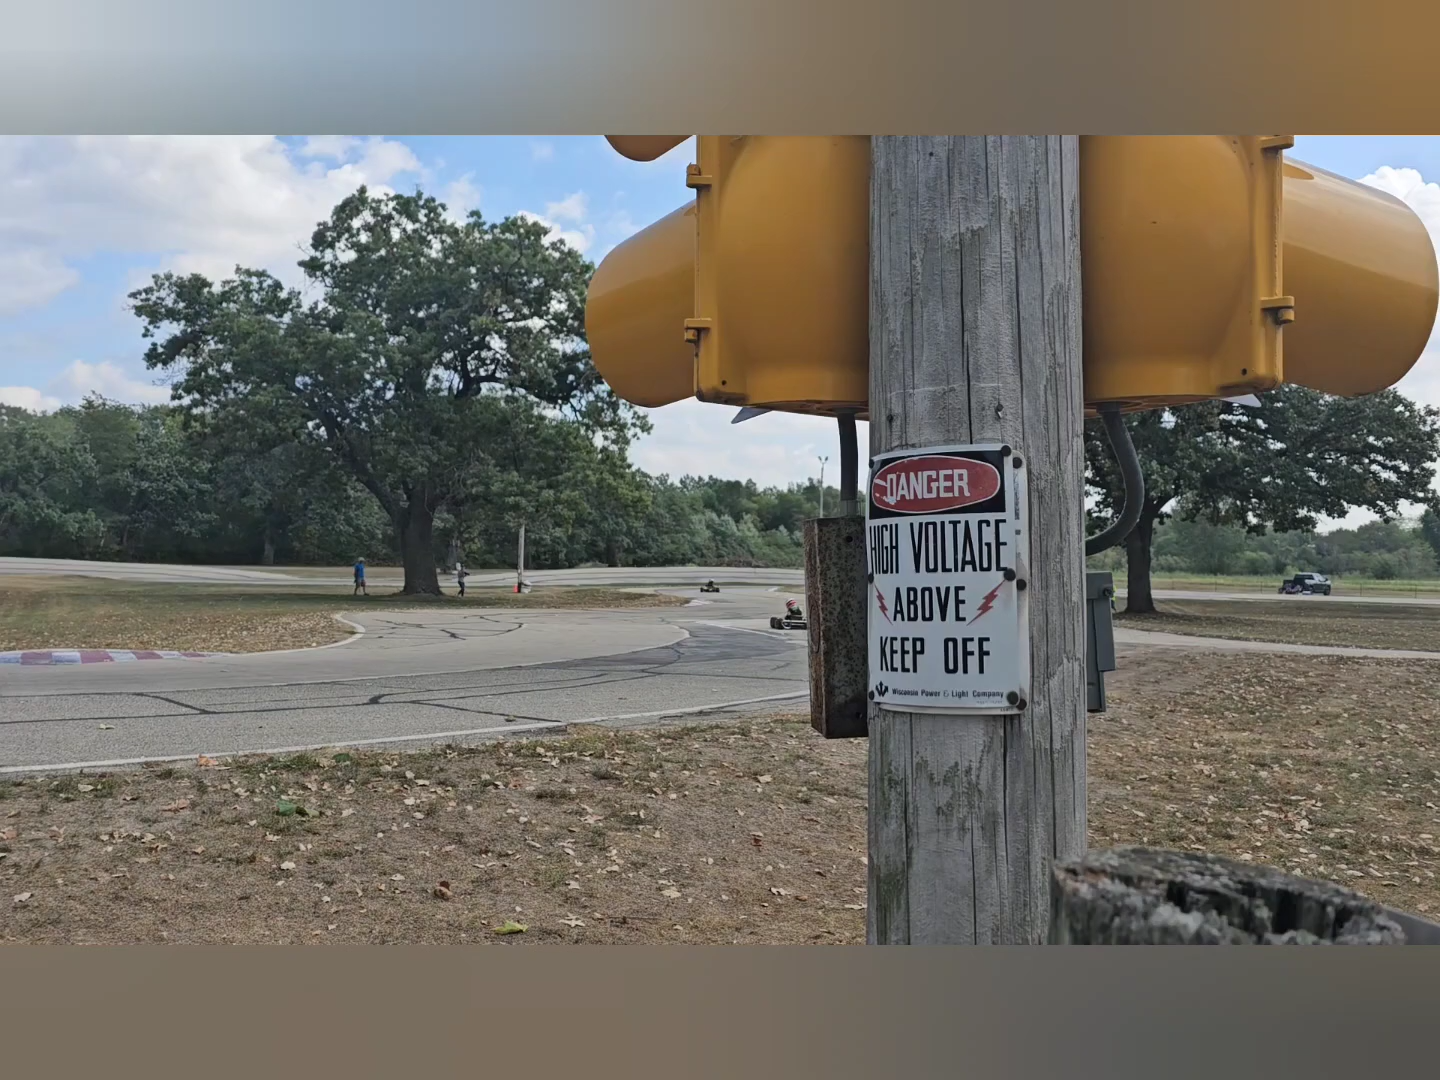 DANGER
HIGH VOLTAGE
ABOVE
KEEP OFF
Wisconsin Power & Light Company